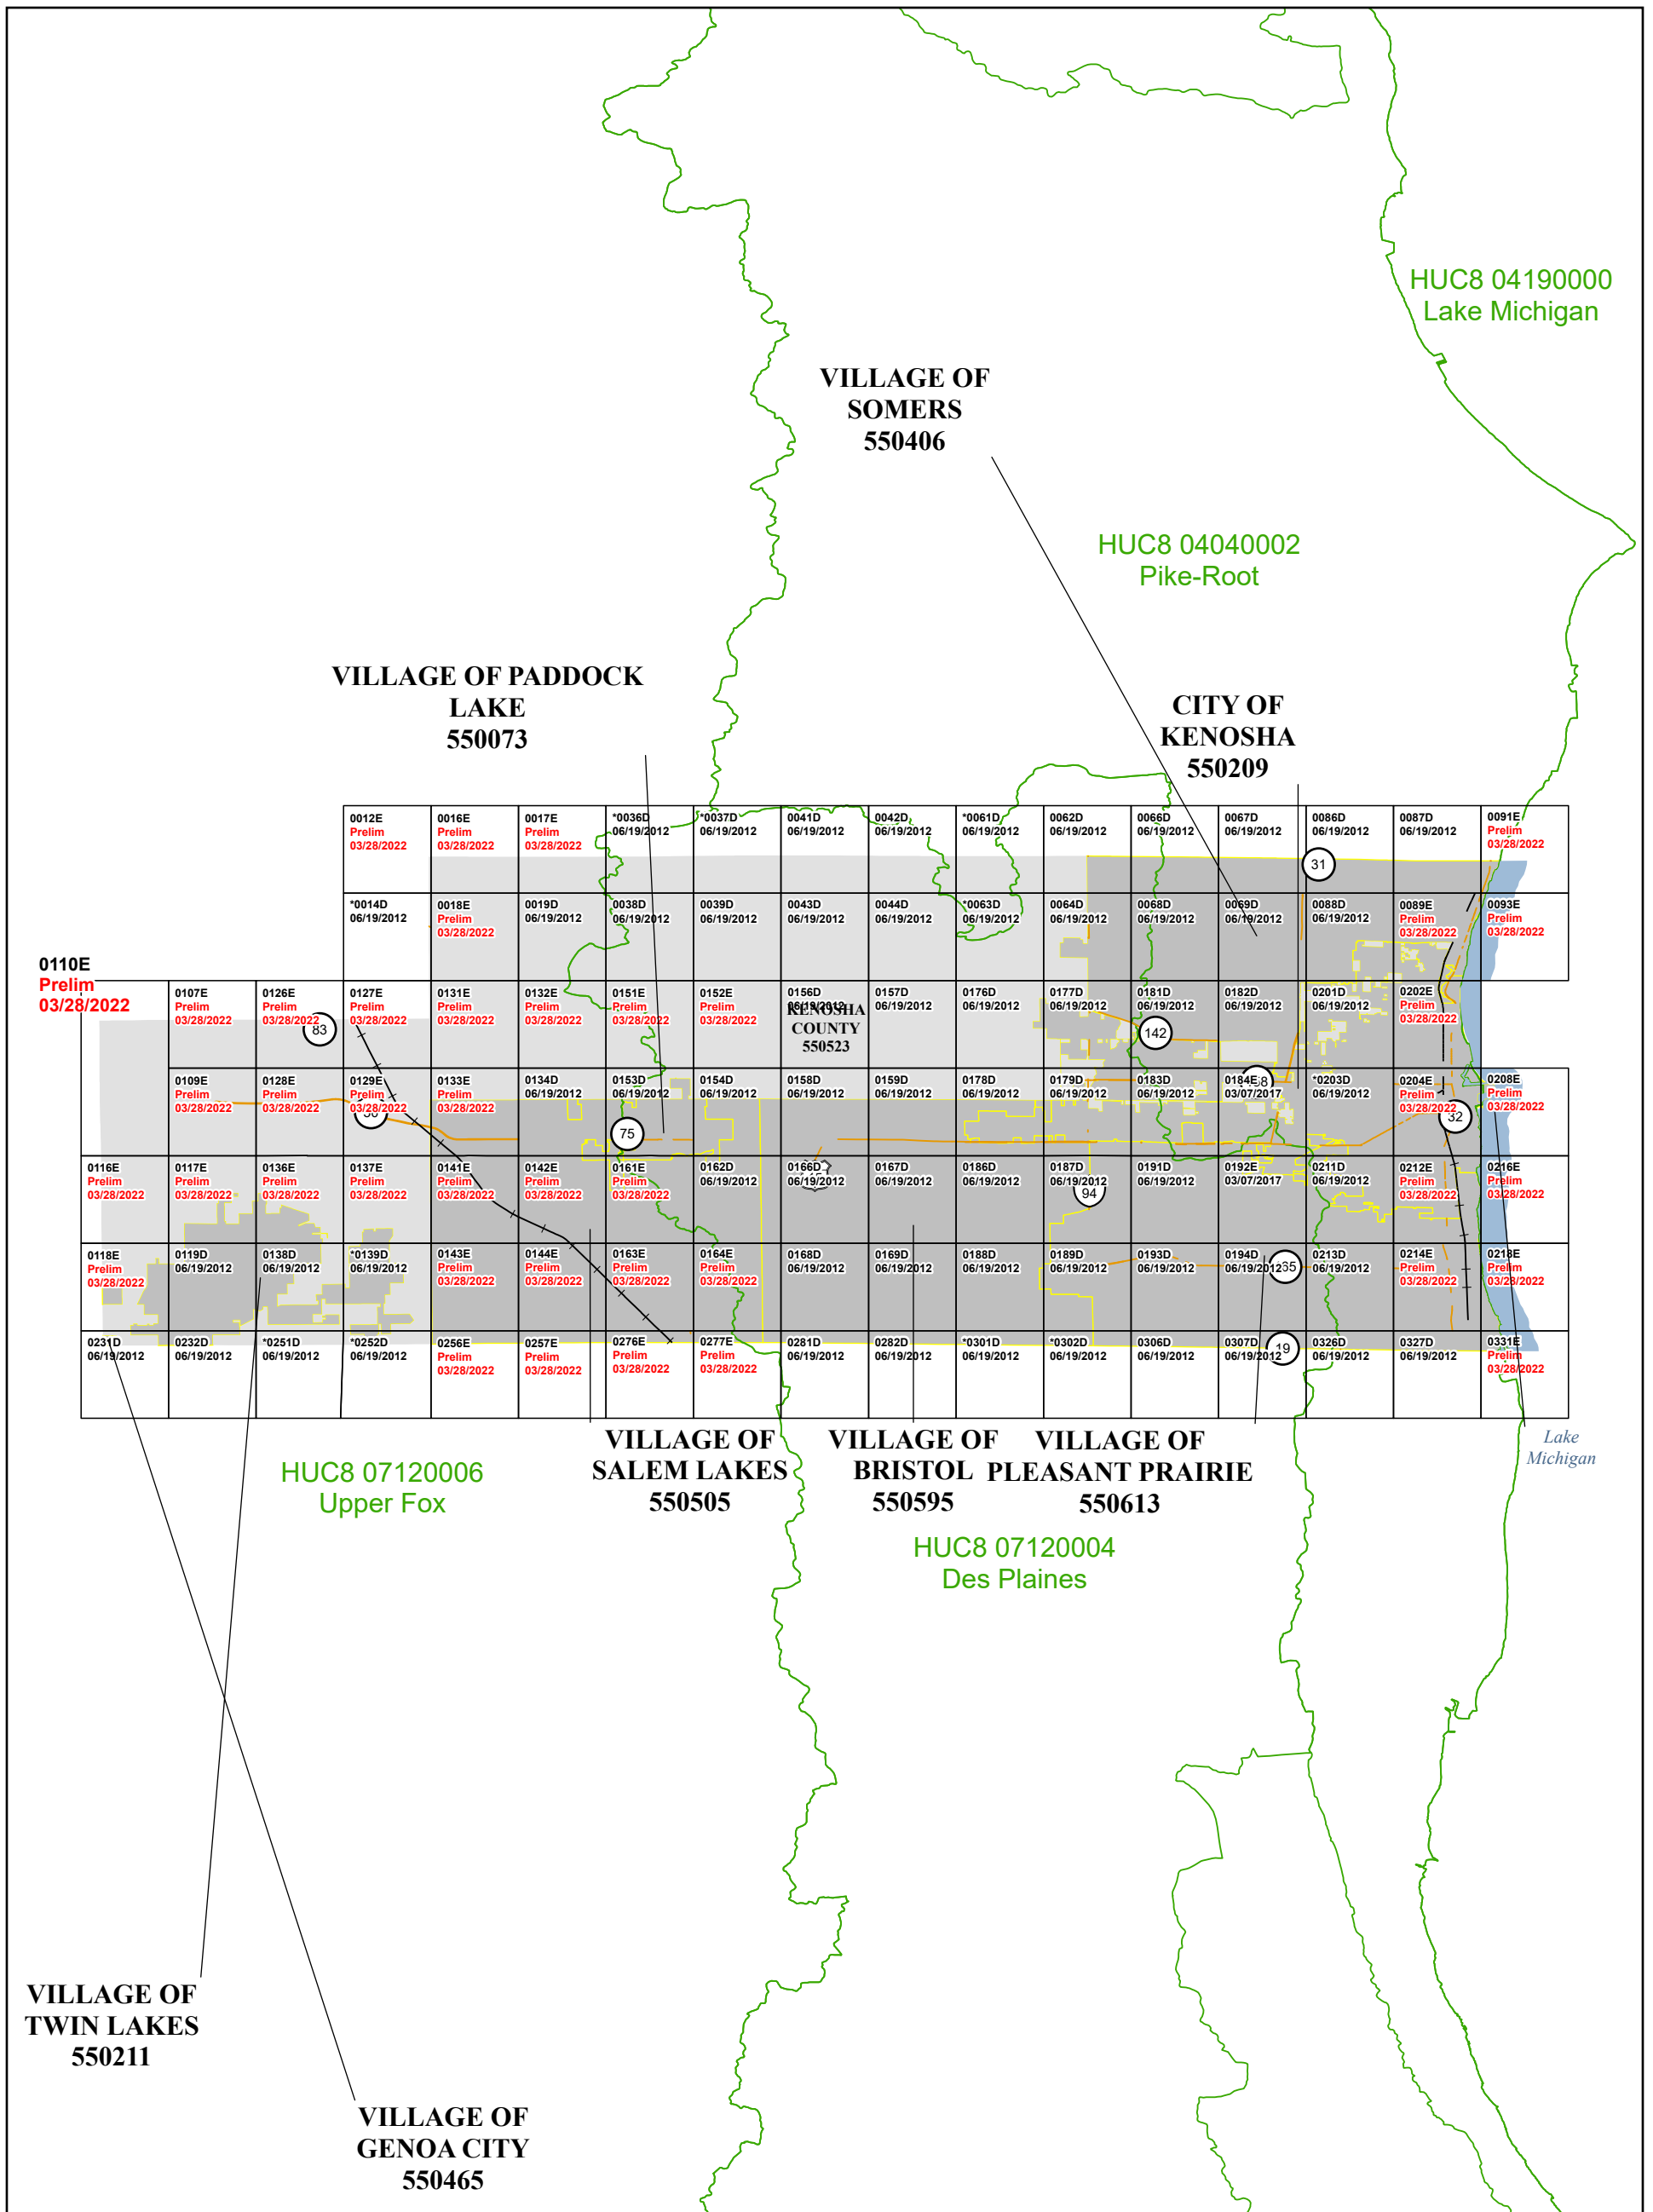 HUC8 04190000
Lake Michigan
VILLAGE OF
SOMERS
550406
HUC8 04040002
Pike-Root
VILLAGE OF PADDOCK
LAKE
550073
CITY OF
KENOSHA
550209
0012E
Prelim
03/28/2022
0016E
Prelim
03/28/2022
0017E
Prelim
03/28/2022
*0036D
06/19/2012
*0037D
06/19/2012
0041D
06/19/2012
0042D
06/19/2012
*0061D
06/19/2012
0062D
06/19/2012
0066D
06/19/2012
0067D
06/19/2012
0086D
06/19/2012
0087D
06/19/2012
0091E
Prelim
03/28/2022
31
*0014D
06/19/2012
0018E
Prelim
03/28/2022
0019D
06/19/2012
0038D
06/19/2012
0039D
06/19/2012
0043D
06/19/2012
0044D
06/19/2012
*0063D
06/19/2012
0064D
06/19/2012
0068D
06/19/2012
0069D
06/19/2012
0088D
06/19/2012
0089E
Prelim
03/28/2022
0093E
Prelim
03/28/2022
0110E
Prelim
03/28/2022
0107E
Prelim
03/28/2022
0126E
Prelim
03/28/2022
83
0127E
Prelim
03/28/2022
0131E
Prelim
03/28/2022
0132E
Prelim
03/28/2022
0151E
Prelim
03/28/2022
0152E
Prelim
03/28/2022
0156D
06/19/2012
KENOSHA
COUNTY
550523
0157D
06/19/2012
0176D
06/19/2012
0177D
06/19/2012
0181D
06/19/2012
142
0182D
06/19/2012
0201D
06/19/2012
0202E
Prelim
03/28/2022
0109E
Prelim
03/28/2022
0128E
Prelim
03/28/2022
0129E
Prelim
03/28/2022
0133E
Prelim
03/28/2022
0134D
06/19/2012
0153D
06/19/2012
75
0154D
06/19/2012
0158D
06/19/2012
0159D
06/19/2012
0178D
06/19/2012
0179D
06/19/2012
0183D
06/19/2012
0184E
03/07/2017
*0203D
06/19/2012
0204E
Prelim
03/28/2022
32
0208E
Prelim
03/28/2022
0116E
Prelim
03/28/2022
0117E
Prelim
03/28/2022
0136E
Prelim
03/28/2022
0137E
Prelim
03/28/2022
0141E
Prelim
03/28/2022
0142E
Prelim
03/28/2022
0161E
Prelim
03/28/2022
0162D
06/19/2012
0166D
06/19/2012
0167D
06/19/2012
0186D
06/19/2012
0187D
06/19/2012
94
0191D
06/19/2012
0192E
03/07/2017
0211D
06/19/2012
0212E
Prelim
03/28/2022
0216E
Prelim
03/28/2022
0118E
Prelim
03/28/2022
0119D
06/19/2012
0138D
06/19/2012
*0139D
06/19/2012
0143E
Prelim
03/28/2022
0144E
Prelim
03/28/2022
0163E
Prelim
03/28/2022
0164E
Prelim
03/28/2022
0168D
06/19/2012
0169D
06/19/2012
0188D
06/19/2012
0189D
06/19/2012
0193D
06/19/2012
0194D
06/19/2012
0213D
06/19/2012
0214E
Prelim
03/28/2022
0218E
Prelim
03/28/2022
0231D
06/19/2012
0232D
06/19/2012
*0251D
06/19/2012
*0252D
06/19/2012
0256E
Prelim
03/28/2022
0257E
Prelim
03/28/2022
0276E
Prelim
03/28/2022
0277E
Prelim
03/28/2022
0281D
06/19/2012
0282D
06/19/2012
*0301D
06/19/2012
*0302D
06/19/2012
0306D
06/19/2012
0307D
06/19/2012
19
0326D
06/19/2012
0327D
06/19/2012
0331E
Prelim
03/28/2022
VILLAGE OF
SALEM LAKES
550505
VILLAGE OF
BRISTOL
550595
VILLAGE OF
PLEASANT PRAIRIE
550613
Lake
Michigan
HUC8 07120006
Upper Fox
HUC8 07120004
Des Plaines
VILLAGE OF
TWIN LAKES
550211
VILLAGE OF
GENOA CITY
550465